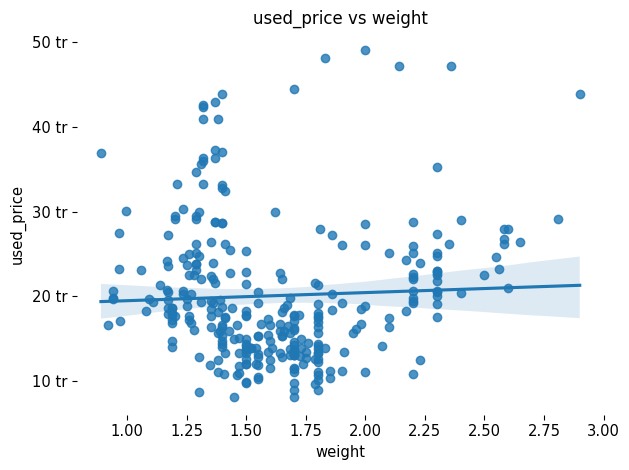 used_price vs weight
50 tr
40 tr
30 tr
20 tr
10 tr
used_price
1.00 1.25 1.50 1.75 2.00 2.25 2.50 2.75 3.00
weight